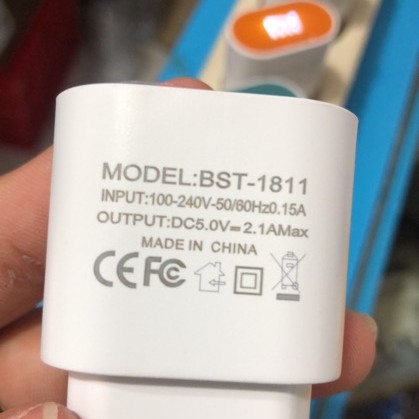 MODEL:BST-1811
INPUT:100-240V-50/60Hz0.15A
OUTPUT:DC5.0V⎓2.1AMax
MADE IN CHINA
CE FC